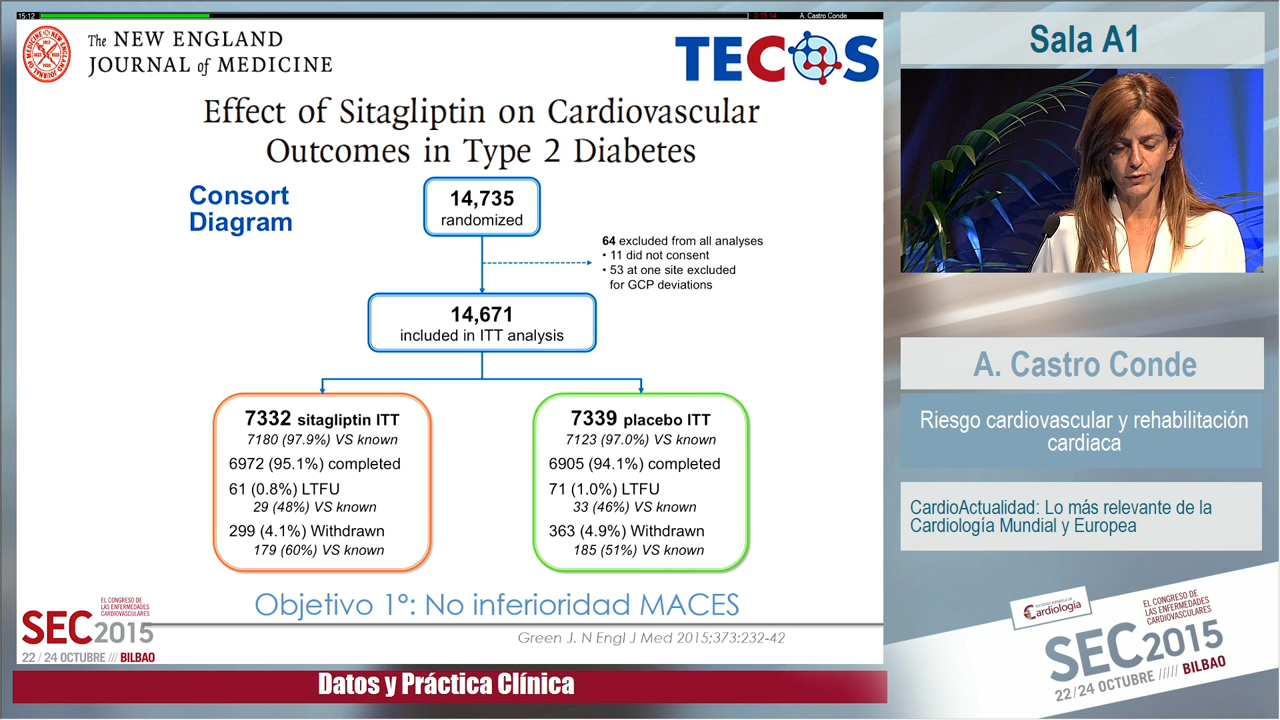 15:12
0:15:14
A. Castro Conde
The NEW ENGLAND
JOURNAL of MEDICINE
TECOS
Effect of Sitagliptin on Cardiovascular
Outcomes in Type 2 Diabetes
Consort
Diagram
14,735
randomized
64 excluded from all analyses
• 11 did not consent
• 53 at one site excluded
for GCP deviations
14,671
included in ITT analysis
7332 sitagliptin ITT
7180 (97.9%) VS known
6972 (95.1%) completed
61 (0.8%) LTFU
29 (48%) VS known
299 (4.1%) Withdrawn
179 (60%) VS known
7339 placebo ITT
7123 (97.0%) VS known
6905 (94.1%) completed
71 (1.0%) LTFU
33 (46%) VS known
363 (4.9%) Withdrawn
185 (51%) VS known
Objetivo 1º: No inferioridad MACES
Green J. N Engl J Med 2015;373:232-42
EL CONGRESO DE
LAS ENFERMEDADES
CARDIOVASCULARES
SEC2015
22 / 24 OCTUBRE /// BILBAO
Datos y Práctica Clínica
Sala A1
A. Castro Conde
Riesgo cardiovascular y rehabilitación
cardiaca
CardioActualidad: Lo más relevante de la
Cardiología Mundial y Europea
SOCIEDAD ESPAÑOLA DE
Cardiología
EL CONGRESO DE
LAS ENFERMEDADES
CARDIOVASCULARES
SEC2015
22/24 OCTUBRE ///// BILBAO